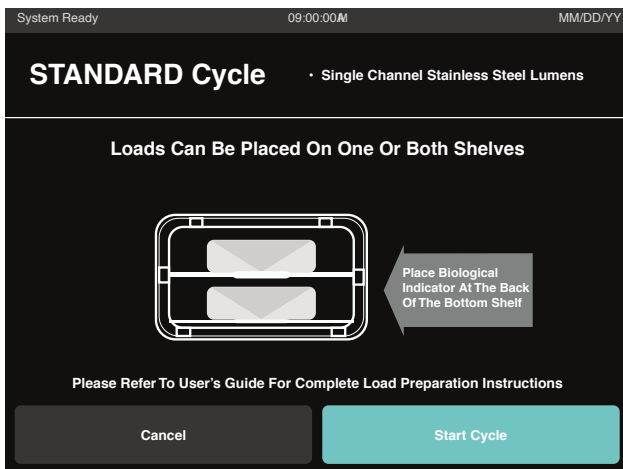 System Ready 09:00:00AM MM/DD/YY
STANDARD Cycle · Single Channel Stainless Steel Lumens
Loads Can Be Placed On One Or Both Shelves
Place Biological
Indicator At The Back
Of The Bottom Shelf
Please Refer To User's Guide For Complete Load Preparation Instructions
Cancel Start Cycle